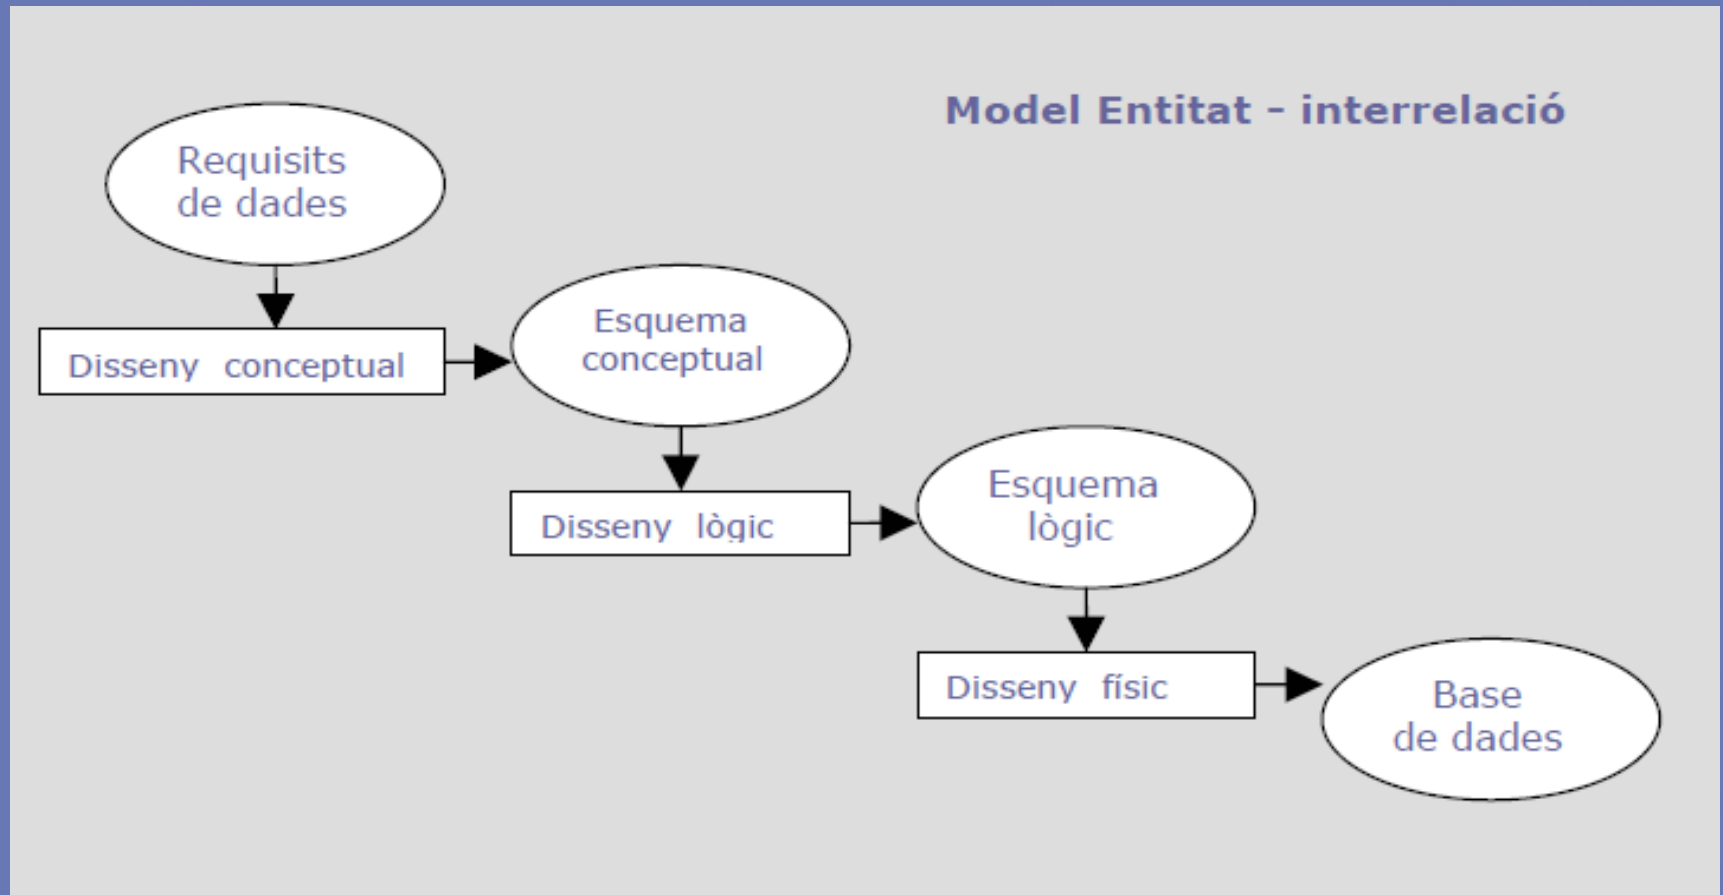 Model Entitat – interrelació
Requisits
de dades
Disseny conceptual
Esquema
conceptual
Disseny lògic
Esquema
lògic
Disseny físic
Base
de dades